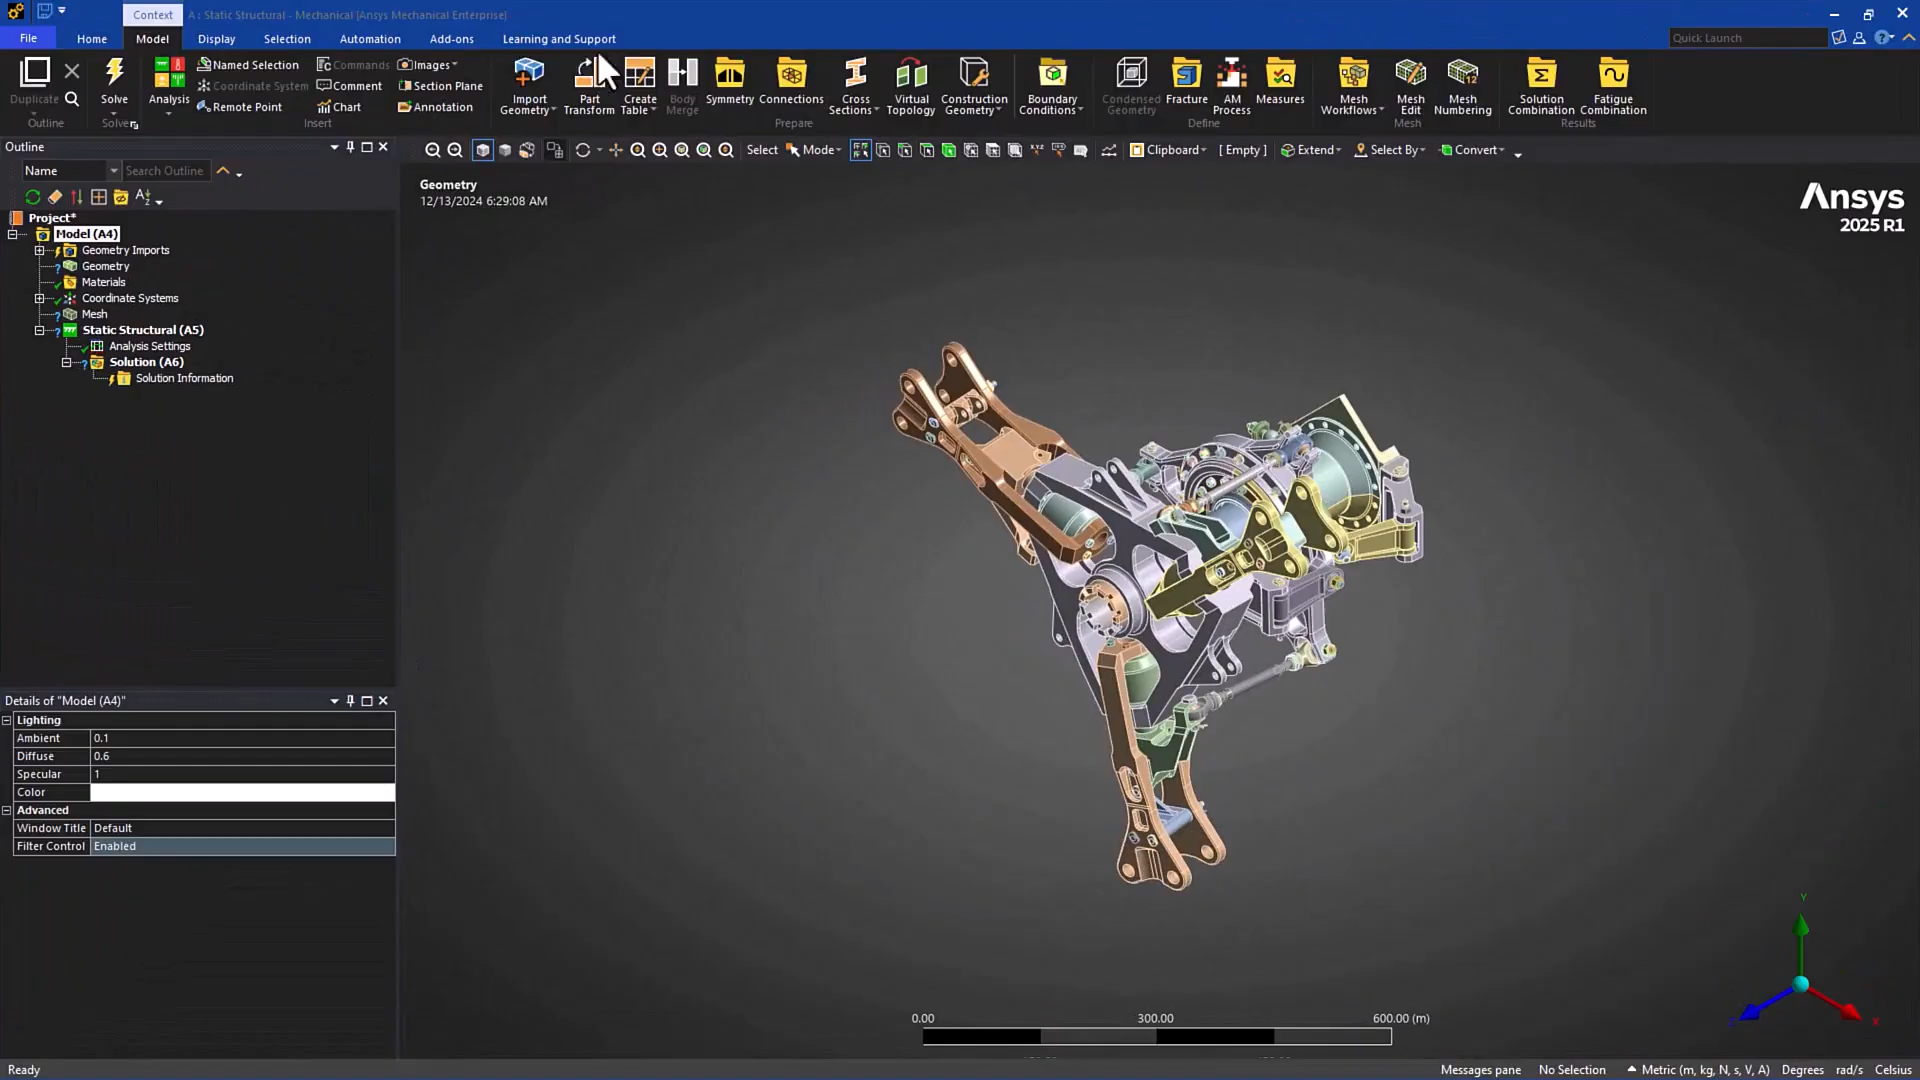 Context
A : Static Structural - Mechanical [Ansys Mechanical Enterprise]
File Home Model Display Selection Automation Add-ons Learning and Support
Quick Launch
Duplicate
Outline
Solve
Solve
Analysis
Named Selection
Coordinate System
Remote Point
Commands
Comment
Chart
Images
Section Plane
Annotation
Insert
Import Geometry
Part Transform
Create Table
Body Merge
Symmetry
Connections
Cross Sections
Virtual Topology
Construction Geometry
Prepare
Boundary Conditions
Condensed Geometry
Fracture
AM Process
Measures
Define
Mesh Workflows
Mesh Edit
Mesh Numbering
Mesh
Solution Combination
Fatigue Combination
Results
Outline
Name
Search Outline
Select Mode
Clipboard [ Empty ] Extend Select By Convert
Project*
Model (A4)
Geometry Imports
Geometry
Materials
Coordinate Systems
Mesh
Static Structural (A5)
Analysis Settings
Solution (A6)
Solution Information
Geometry
12/13/2024 6:29:08 AM
Ansys
2025 R1
Details of "Model (A4)"
Lighting
Ambient 0.1
Diffuse 0.6
Specular 1
Color
Advanced
Window Title Default
Filter Control Enabled
0.00 300.00 600.00 (m)
Y
Z
X
Ready
Messages pane No Selection Metric (m, kg, N, s, V, A) Degrees rad/s Celsius